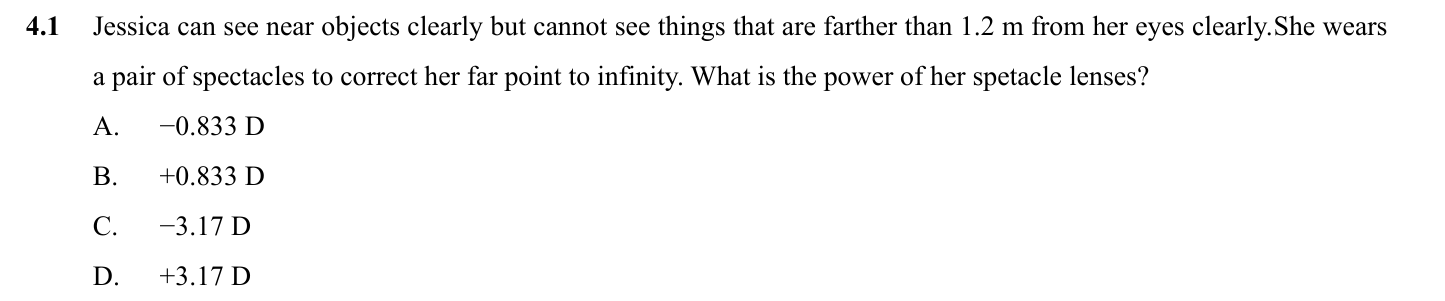 4.1 Jessica can see near objects clearly but cannot see things that are farther than 1.2 m from her eyes clearly.She wears
a pair of spectacles to correct her far point to infinity. What is the power of her spetacle lenses?
A. −0.833 D
B. +0.833 D
C. −3.17 D
D. +3.17 D